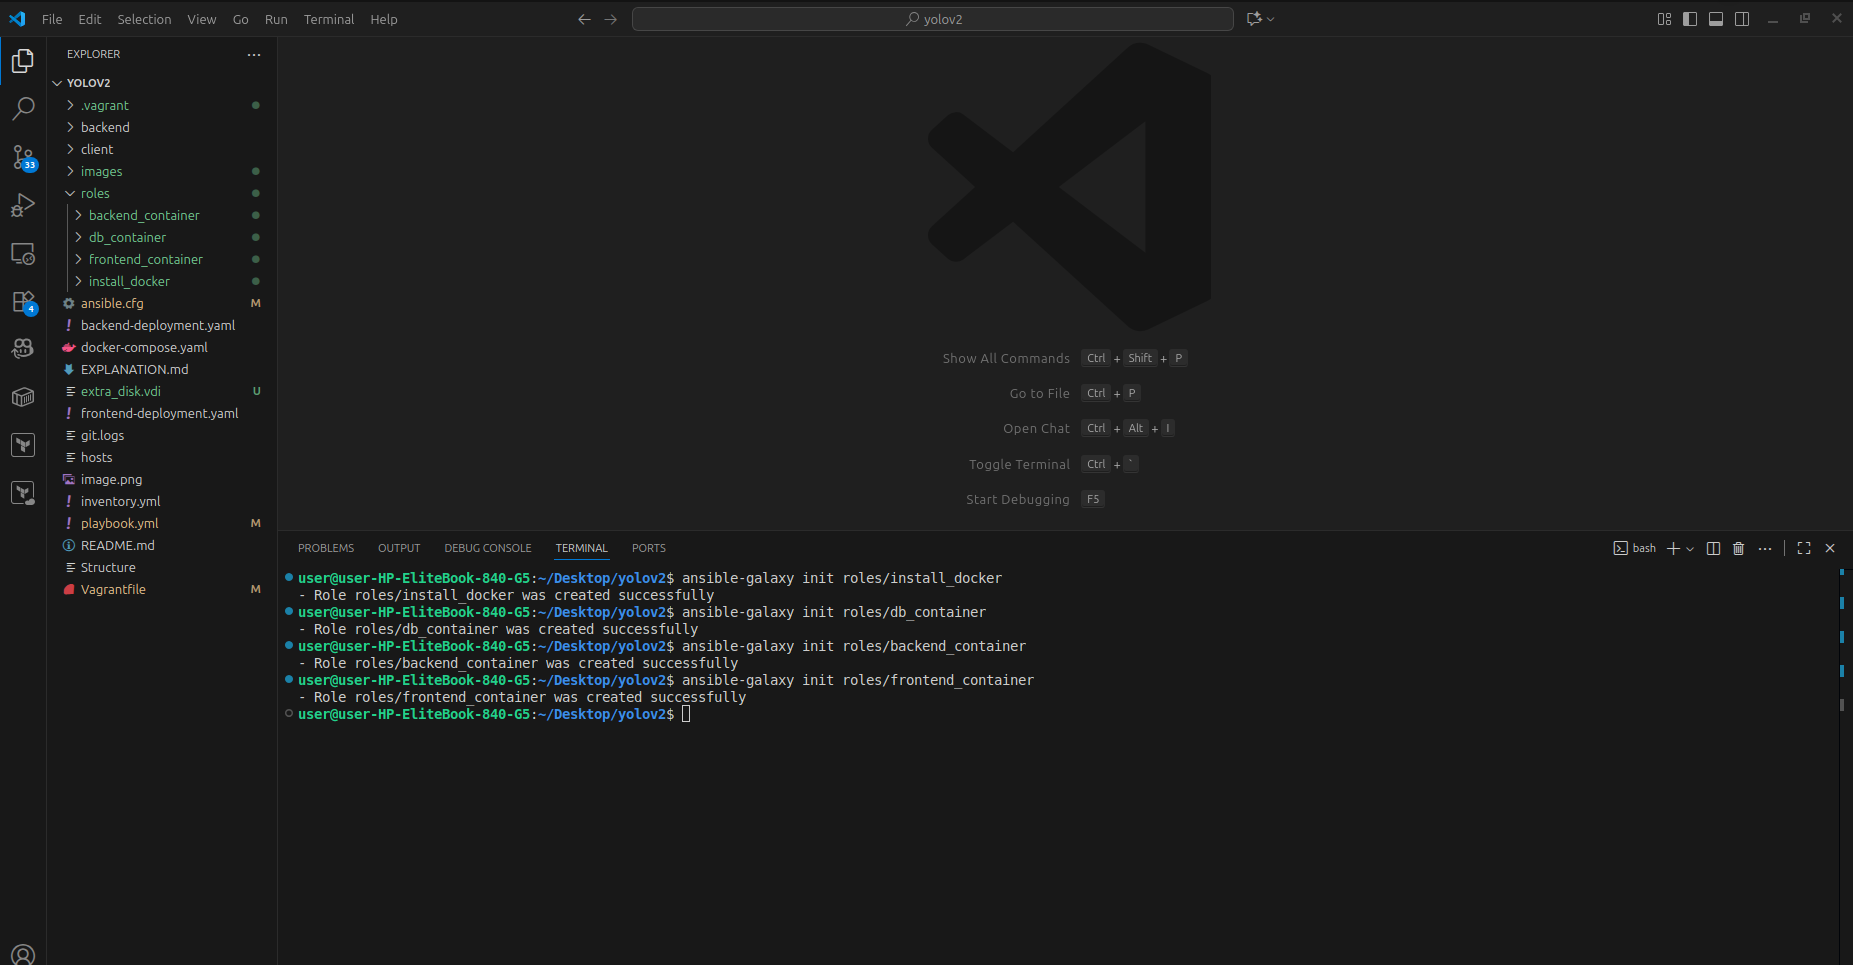 File Edit Selection View Go Run Terminal Help
yolov2
EXPLORER
YOLOV2
.vagrant
backend
client
images
roles
backend_container
db_container
frontend_container
install_docker
ansible.cfg M
backend-deployment.yaml
docker-compose.yaml
EXPLANATION.md
extra_disk.vdi U
frontend-deployment.yaml
git.logs
hosts
image.png
inventory.yml
playbook.yml M
README.md
Structure
Vagrantfile M
33
4
Show All Commands Ctrl + Shift + P
Go to File Ctrl + P
Open Chat Ctrl + Alt + I
Toggle Terminal Ctrl + `
Start Debugging F5
PROBLEMS OUTPUT DEBUG CONSOLE TERMINAL PORTS
bash
user@user-HP-EliteBook-840-G5:~/Desktop/yolov2$ ansible-galaxy init roles/install_docker
- Role roles/install_docker was created successfully
user@user-HP-EliteBook-840-G5:~/Desktop/yolov2$ ansible-galaxy init roles/db_container
- Role roles/db_container was created successfully
user@user-HP-EliteBook-840-G5:~/Desktop/yolov2$ ansible-galaxy init roles/backend_container
- Role roles/backend_container was created successfully
user@user-HP-EliteBook-840-G5:~/Desktop/yolov2$ ansible-galaxy init roles/frontend_container
- Role roles/frontend_container was created successfully
user@user-HP-EliteBook-840-G5:~/Desktop/yolov2$